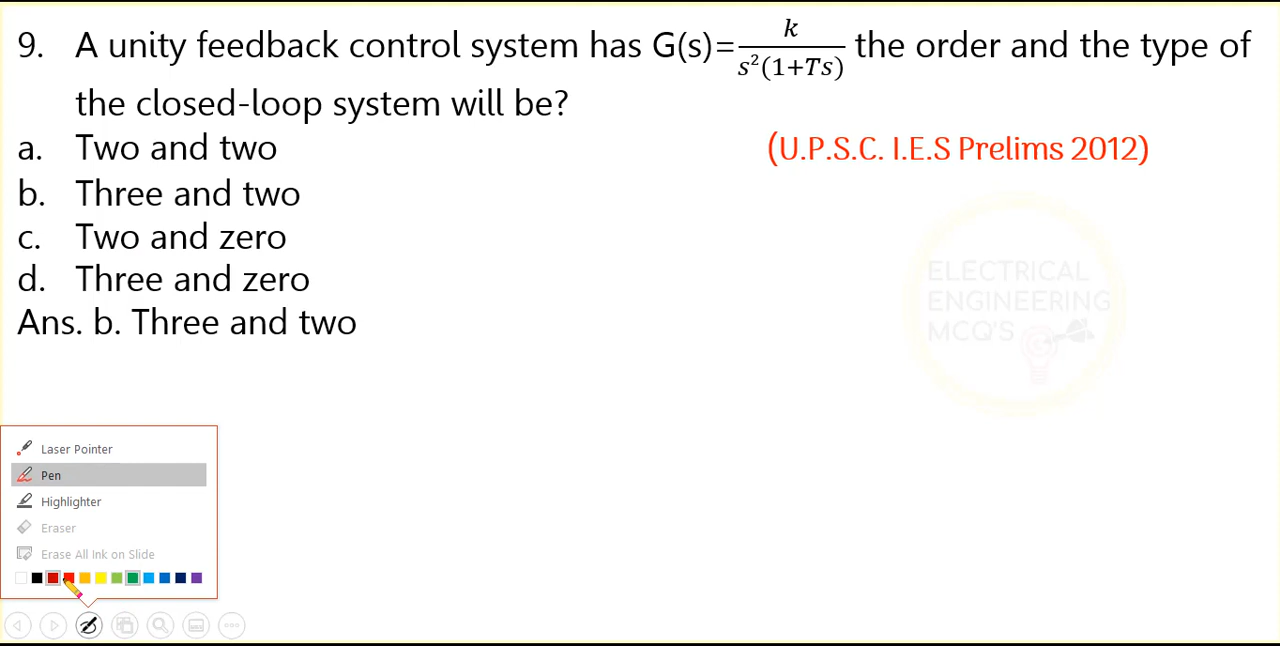 9. A unity feedback control system has G(s)=k/s²(1+Ts) the order and the type of
the closed-loop system will be?
a. Two and two
(U.P.S.C. I.E.S Prelims 2012)
b. Three and two
c. Two and zero
d. Three and zero
Ans. b. Three and two
ELECTRICAL
ENGINEERING
MCQ'S
Laser Pointer
Pen
Highlighter
Eraser
Erase All Ink on Slide